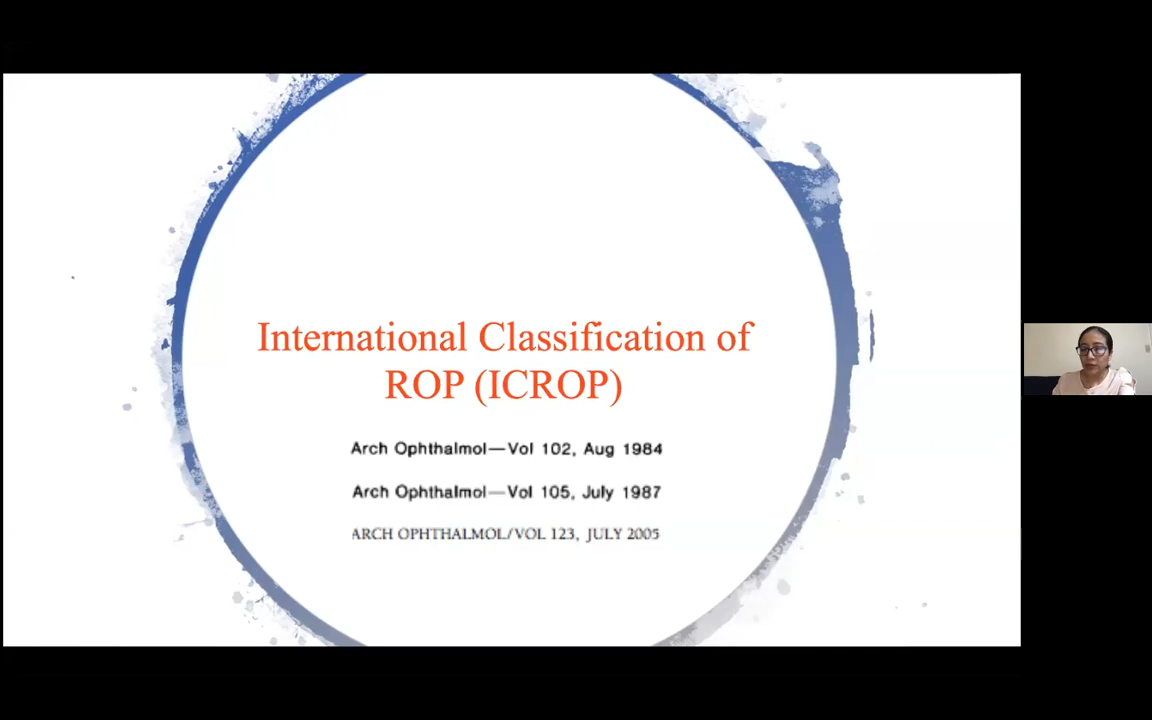 International Classification of
ROP (ICROP)
Arch Ophthalmol—Vol 102, Aug 1984
Arch Ophthalmol—Vol 105, July 1987
ARCH OPHTHALMOL/VOL 123, JULY 2005